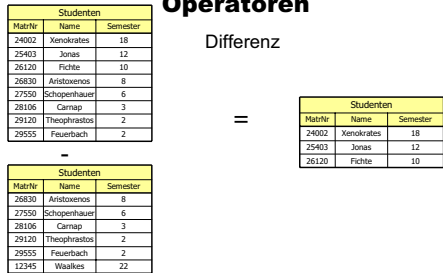 Operatoren
Differenz
Studenten
MatrNr Name Semester
24002 Xenokrates 18
25403 Jonas 12
26120 Fichte 10
26830 Aristoxenos 8
27550 Schopenhauer 6
28106 Carnap 3
29120 Theophrastos 2
29555 Feuerbach 2
-
Studenten
MatrNr Name Semester
26830 Aristoxenos 8
27550 Schopenhauer 6
28106 Carnap 3
29120 Theophrastos 2
29555 Feuerbach 2
12345 Waalkes 22
=
Studenten
MatrNr Name Semester
24002 Xenokrates 18
25403 Jonas 12
26120 Fichte 10